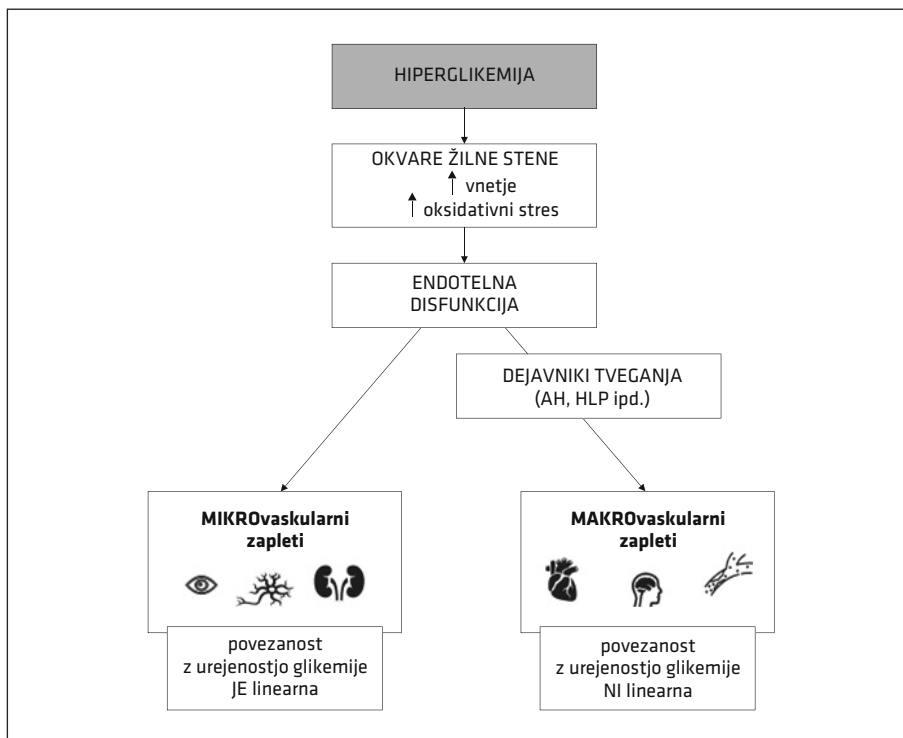 HIPERGLIKEMIJA
OKVARE ŽILNE STENE
↑ vnetje
↑ oksidativni stres
ENDOTELNA
DISFUNKCIJA
DEJAVNIKI TVEGANJA
(AH, HLP ipd.)
MIKROvaskularni
zapleti
povezanost
z urejenostjo glikemije
JE linearna
MAKROvaskularni
zapleti
povezanost
z urejenostjo glikemije
NI linearna